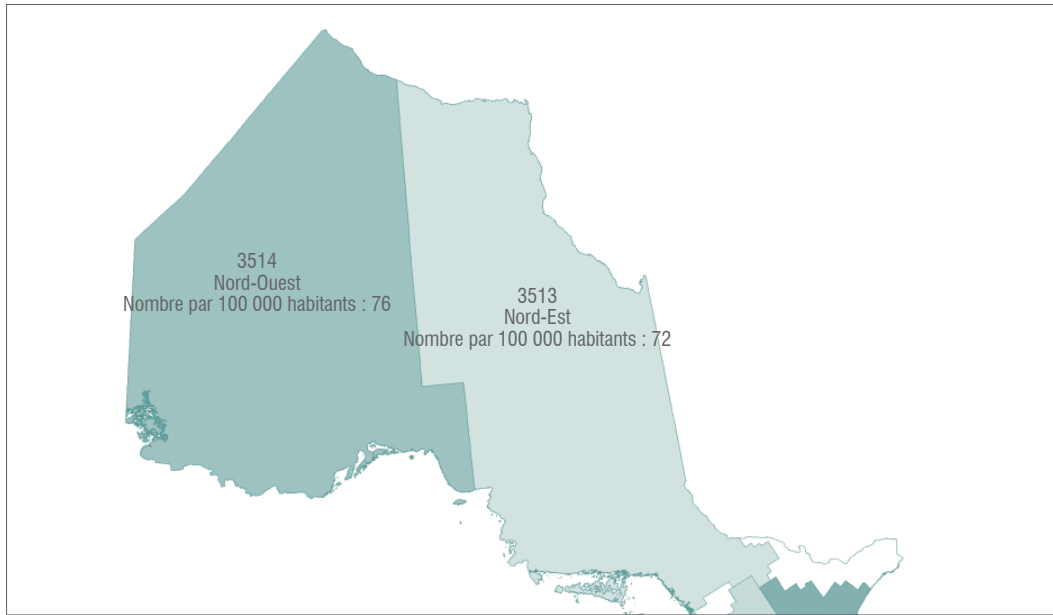 3514
Nord-Ouest
Nombre par 100 000 habitants : 76
3513
Nord-Est
Nombre par 100 000 habitants : 72